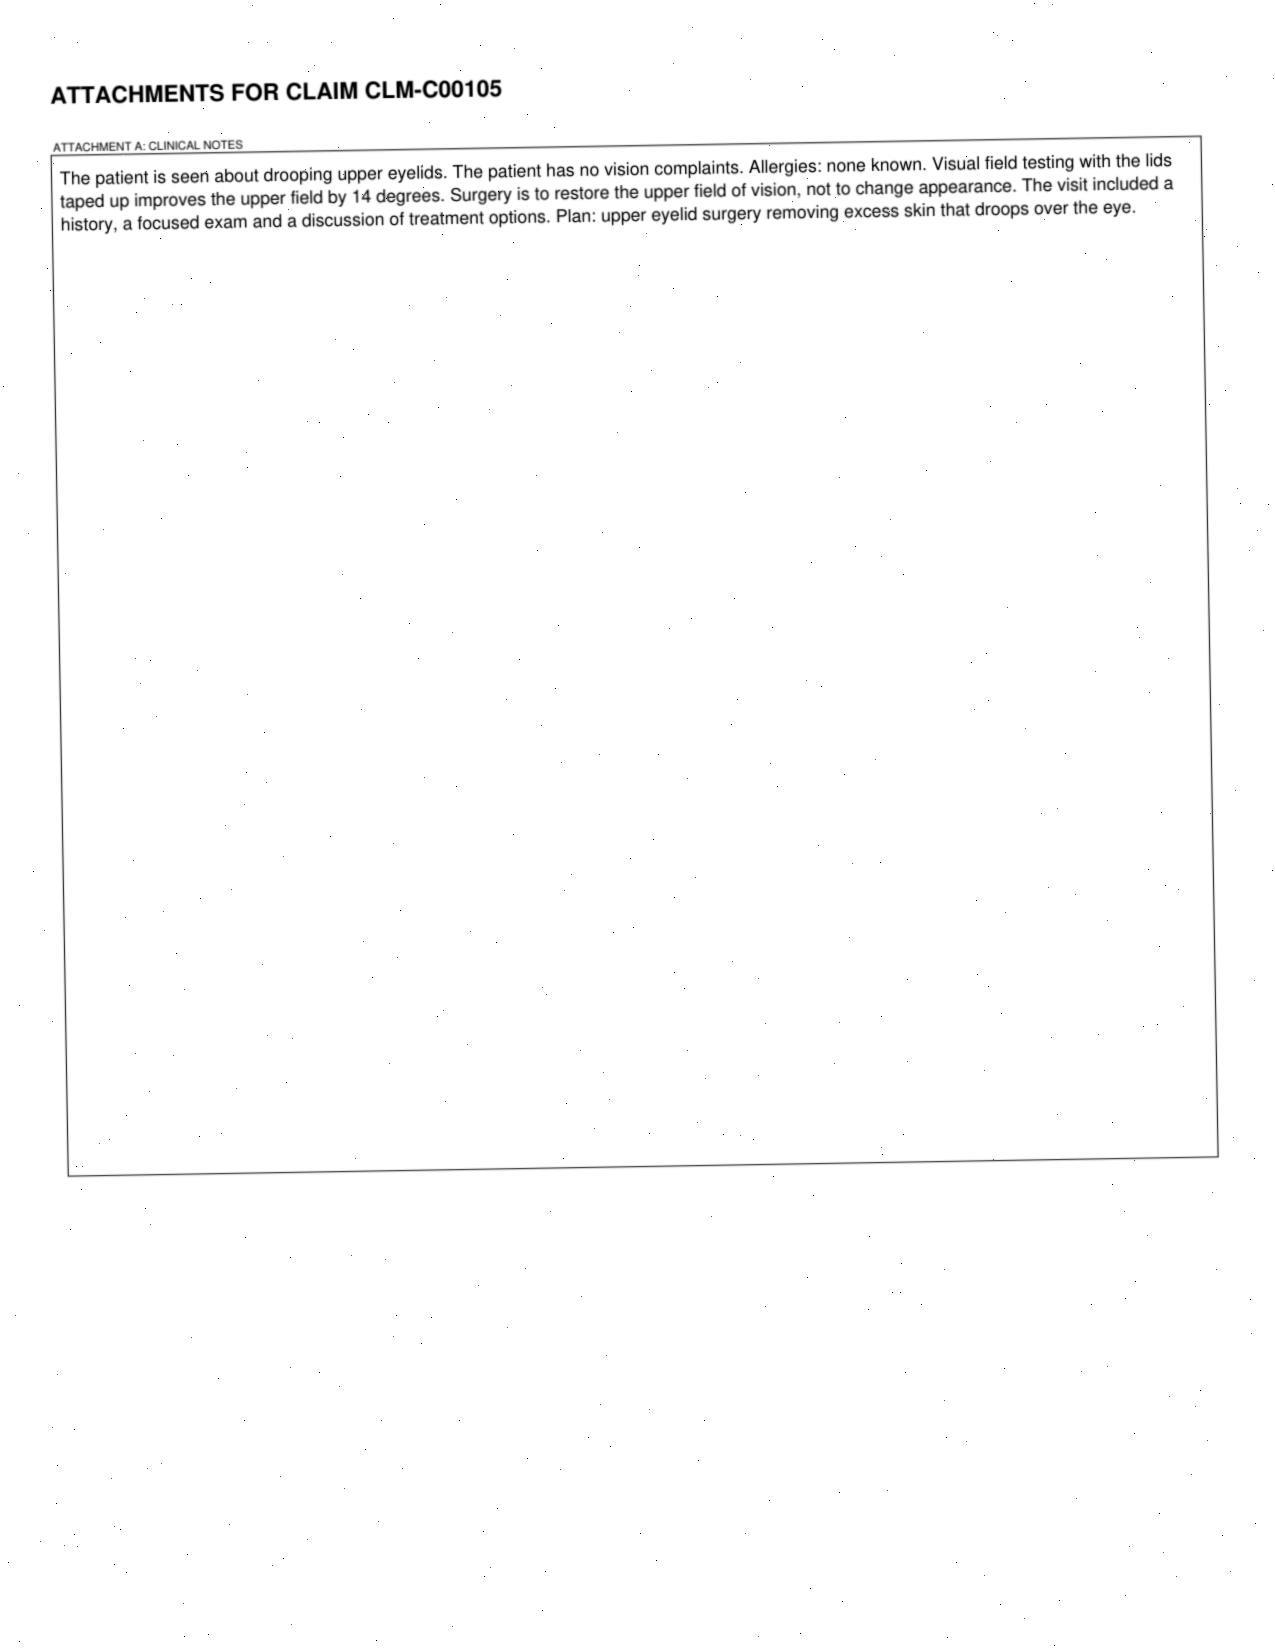 ATTACHMENTS FOR CLAIM CLM-C00105
ATTACHMENT A: CLINICAL NOTES
The patient is seen about drooping upper eyelids. The patient has no vision complaints. Allergies: none known. Visual field testing with the lids
taped up improves the upper field by 14 degrees. Surgery is to restore the upper field of vision, not to change appearance. The visit included a
history, a focused exam and a discussion of treatment options. Plan: upper eyelid surgery removing excess skin that droops over the eye.